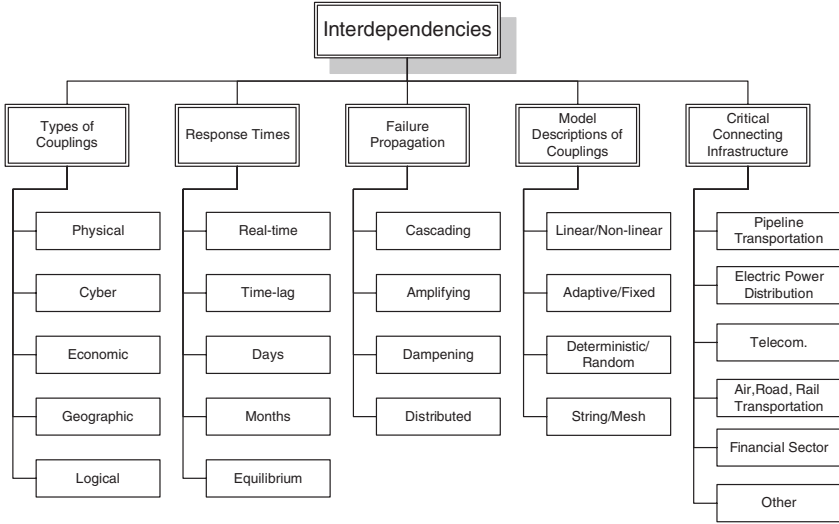 Interdependencies
Types of
Couplings
Response Times
Failure
Propagation
Model
Descriptions of
Couplings
Critical
Connecting
Infrastructure
Physical
Cyber
Economic
Geographic
Logical
Real-time
Time-lag
Days
Months
Equilibrium
Cascading
Amplifying
Dampening
Distributed
Linear/Non-linear
Adaptive/Fixed
Deterministic/
Random
String/Mesh
Pipeline
Transportation
Electric Power
Distribution
Telecom.
Air,Road, Rail
Transportation
Financial Sector
Other